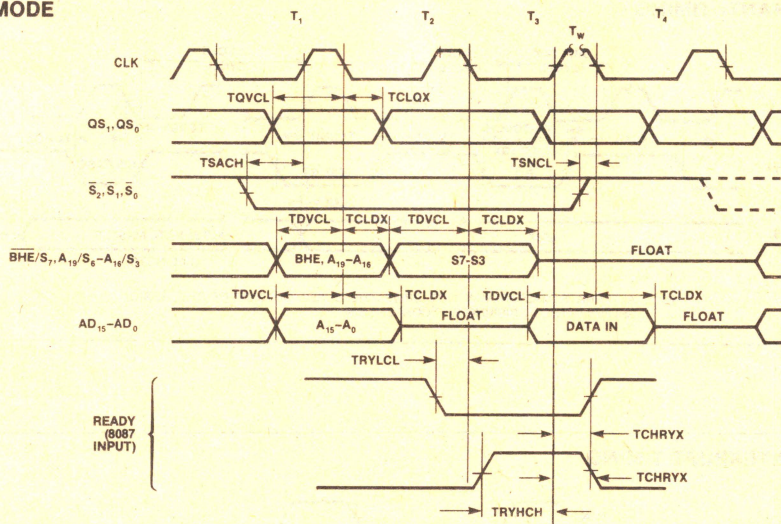 MODE
T₁ T₂ T₃ T_W T₄
CLK
TQVCL TCLQX
QS₁, QS₀
TSACH TSNCL
S̅₂, S̅₁, S̅₀
TDVCL TCLDX TDVCL TCLDX
B̅H̅E̅/S₇, A₁₉/S₆–A₁₆/S₃ BHE, A₁₉–A₁₆ S7-S3 FLOAT
TDVCL TCLDX TDVCL TCLDX
AD₁₅–AD₀ A₁₅–A₀ FLOAT DATA IN FLOAT
TRYLCL
READY
(8087
INPUT)
TCHRYX
TCHRYX
TRYHCH